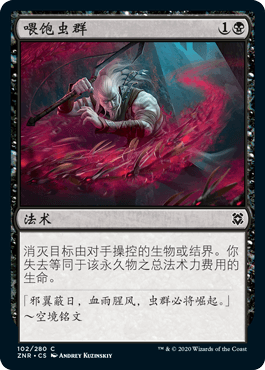 喂饱虫群 1
法术
消灭目标由对手操控的生物或结界。你
失去等同于该永久物之总法术力费用的
生命。
「邪翼蔽日，血雨腥风，虫群必将崛起。」
～空境铭文
102/280 C
ZNR • CS ANDREY KUZINSKIY
™ & © 2020 Wizards of the Coast